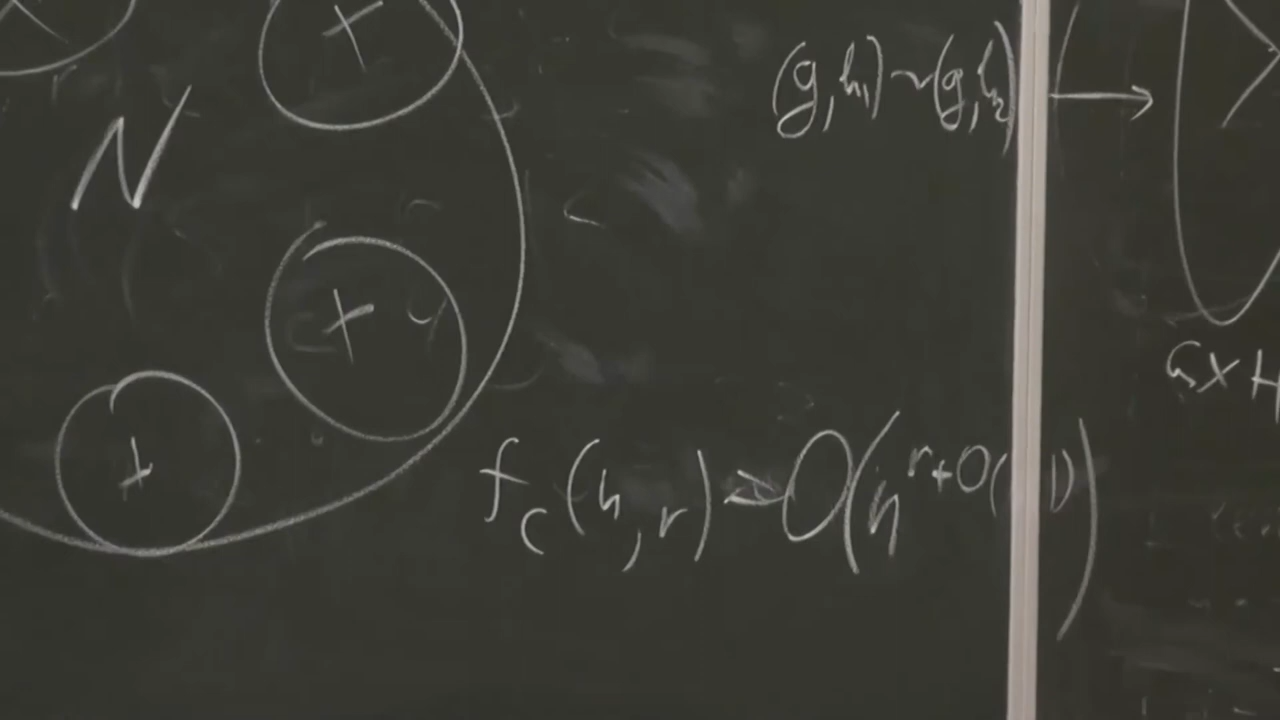 (g,h₁)~(g,h₂) →
N
G×H
f_c(n,r) = O(n^{r+O(1)})